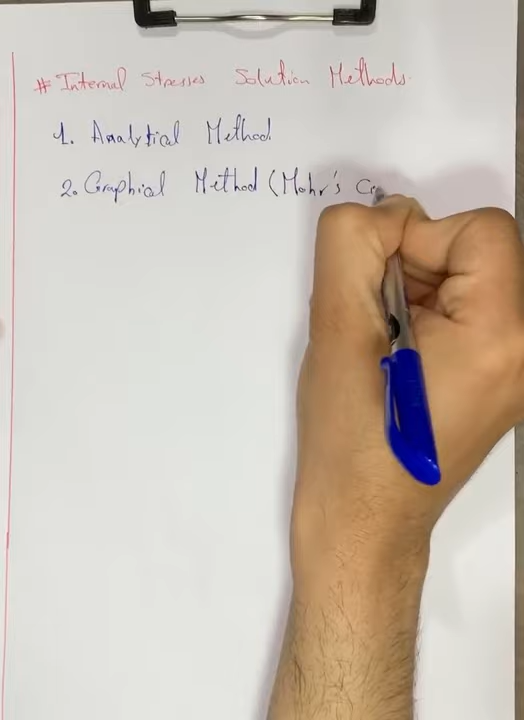 # Internal Stresses Solution Methods.
1. Analytical Method
2. Graphical Method (Mohr's C